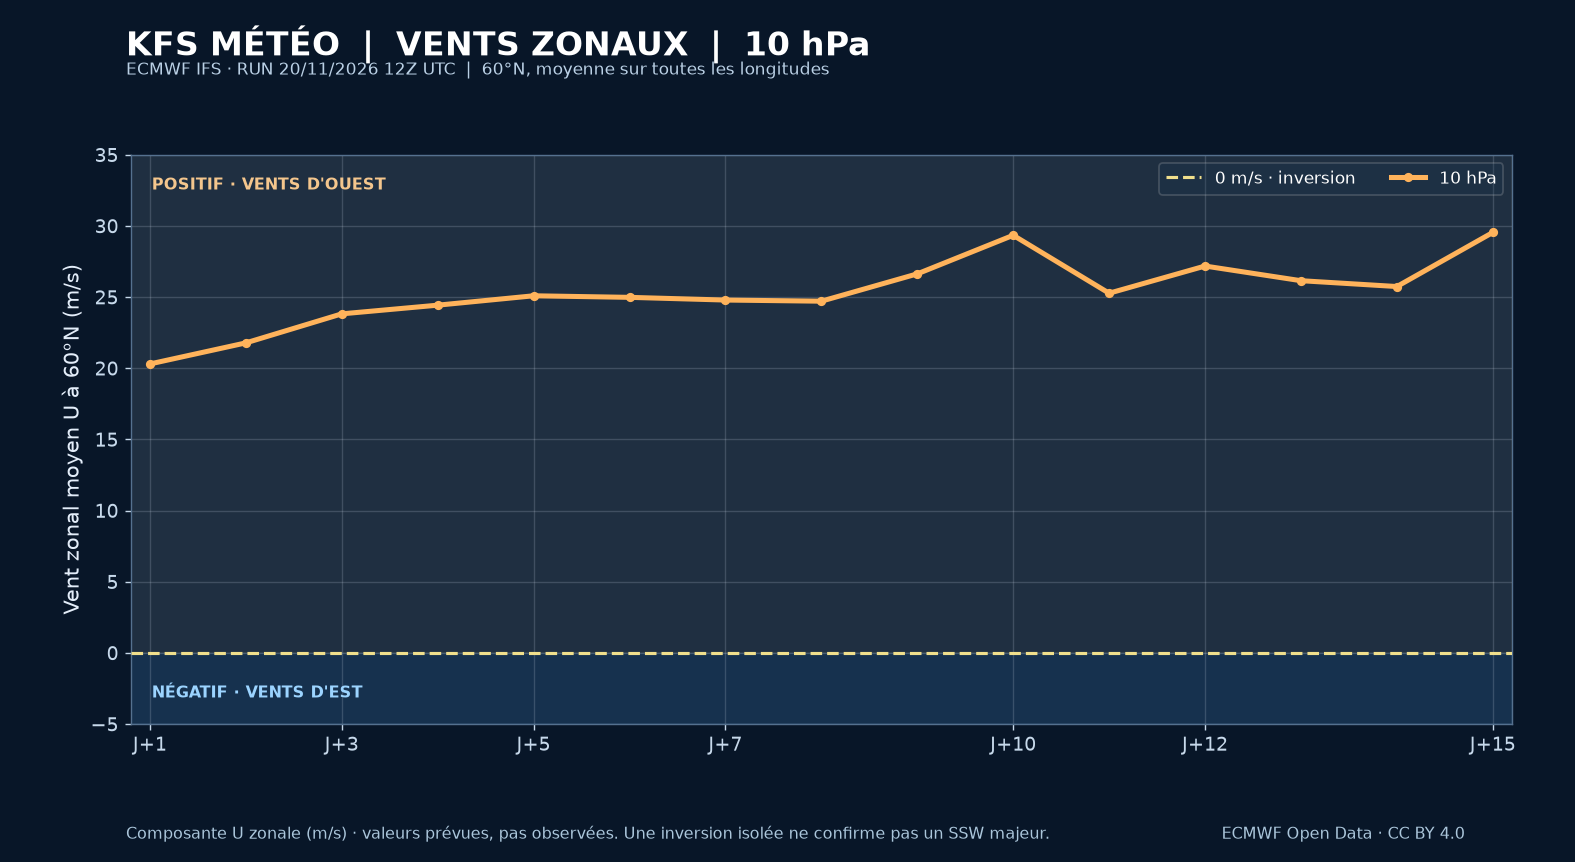 KFS MÉTÉO | VENTS ZONAUX | 10 hPa
ECMWF IFS · RUN 20/11/2026 12Z UTC | 60°N, moyenne sur toutes les longitudes
35
30
25
20
15
10
5
0
−5
Vent zonal moyen U à 60°N (m/s)
POSITIF · VENTS D'OUEST
0 m/s · inversion
10 hPa
NÉGATIF · VENTS D'EST
J+1 J+3 J+5 J+7 J+10 J+12 J+15
Composante U zonale (m/s) · valeurs prévues, pas observées. Une inversion isolée ne confirme pas un SSW majeur.
ECMWF Open Data · CC BY 4.0